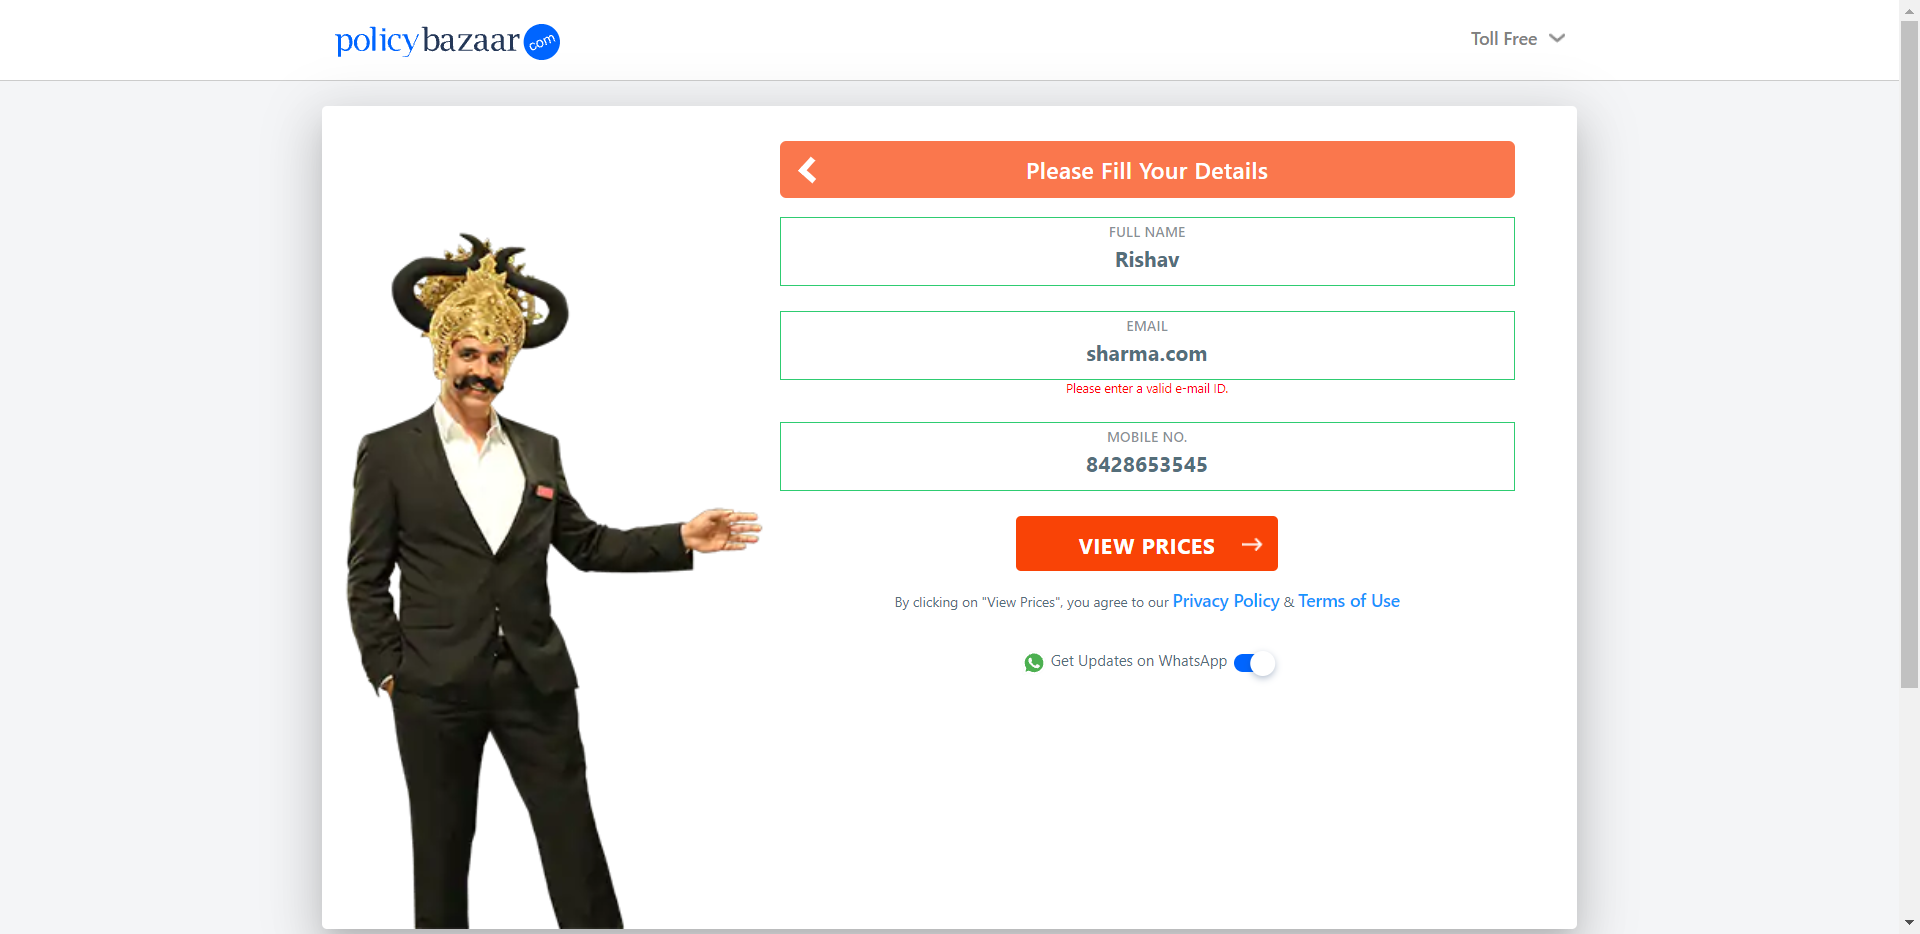 policybazaar com
Toll Free
Please Fill Your Details
FULL NAME
Rishav
EMAIL
sharma.com
Please enter a valid e-mail ID.
MOBILE NO.
8428653545
VIEW PRICES
By clicking on "View Prices", you agree to our Privacy Policy & Terms of Use
Get Updates on WhatsApp